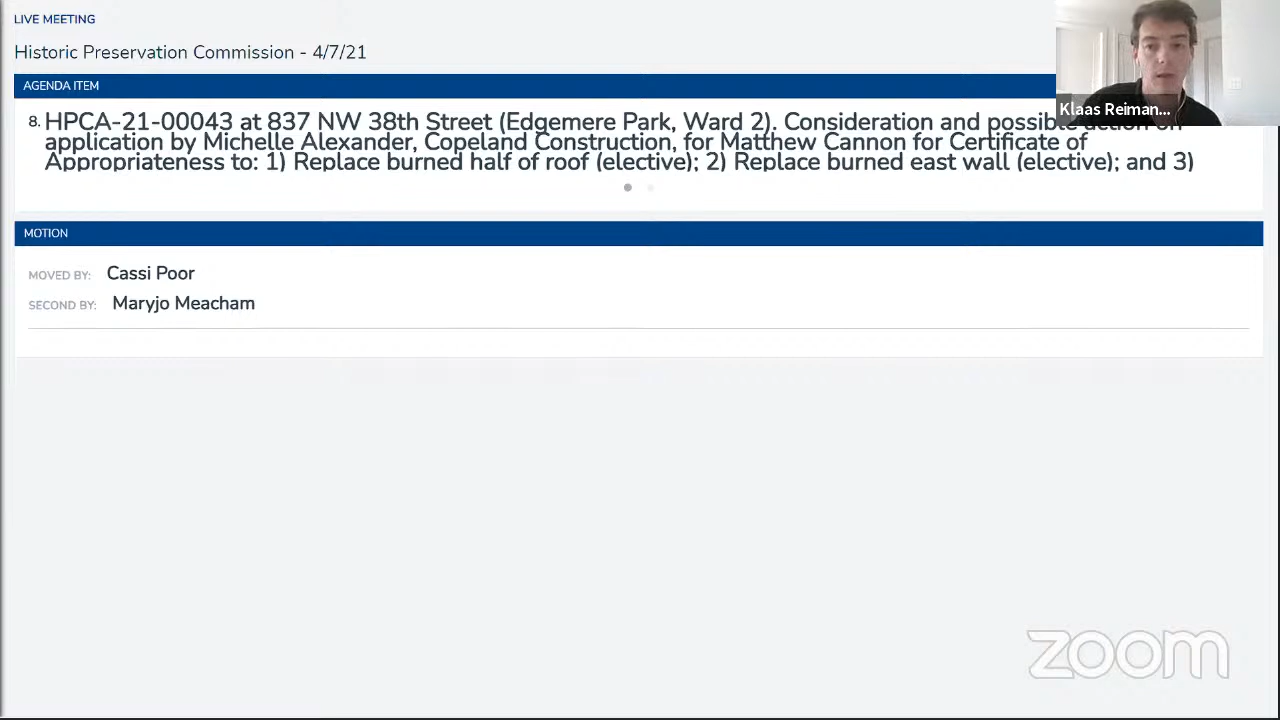 LIVE MEETING
Historic Preservation Commission - 4/7/21
AGENDA ITEM
Klaas Reiman...
8. HPCA-21-00043 at 837 NW 38th Street (Edgemere Park, Ward 2). Consideration and possible action on
application by Michelle Alexander, Copeland Construction, for Matthew Cannon for Certificate of
Appropriateness to: 1) Replace burned half of roof (elective); 2) Replace burned east wall (elective); and 3)
MOTION
MOVED BY: Cassi Poor
SECOND BY: Maryjo Meacham
zoom